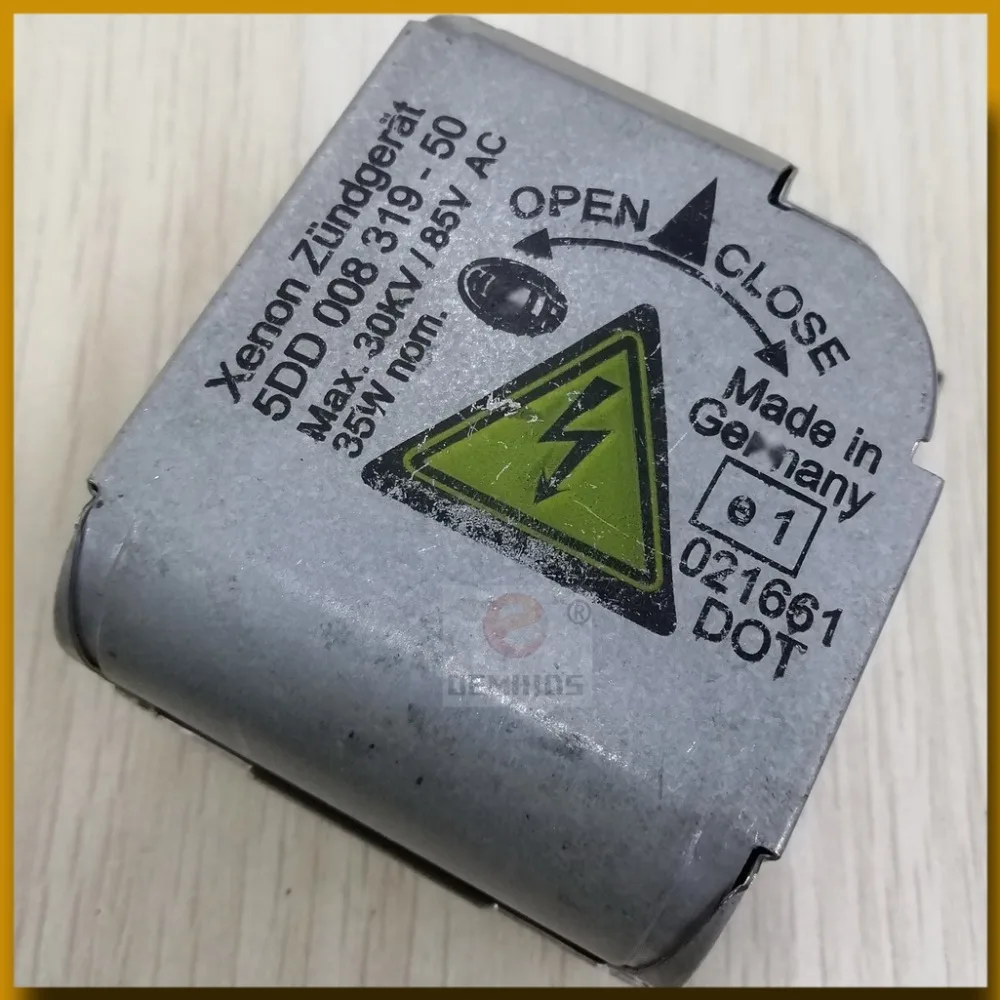 Xenon Zündgerät
5DD 008 319 - 50
Max. 30KV / 85V AC
35W nom.
OPEN
CLOSE
Made in
Germany
e 1
021661
DOT
®